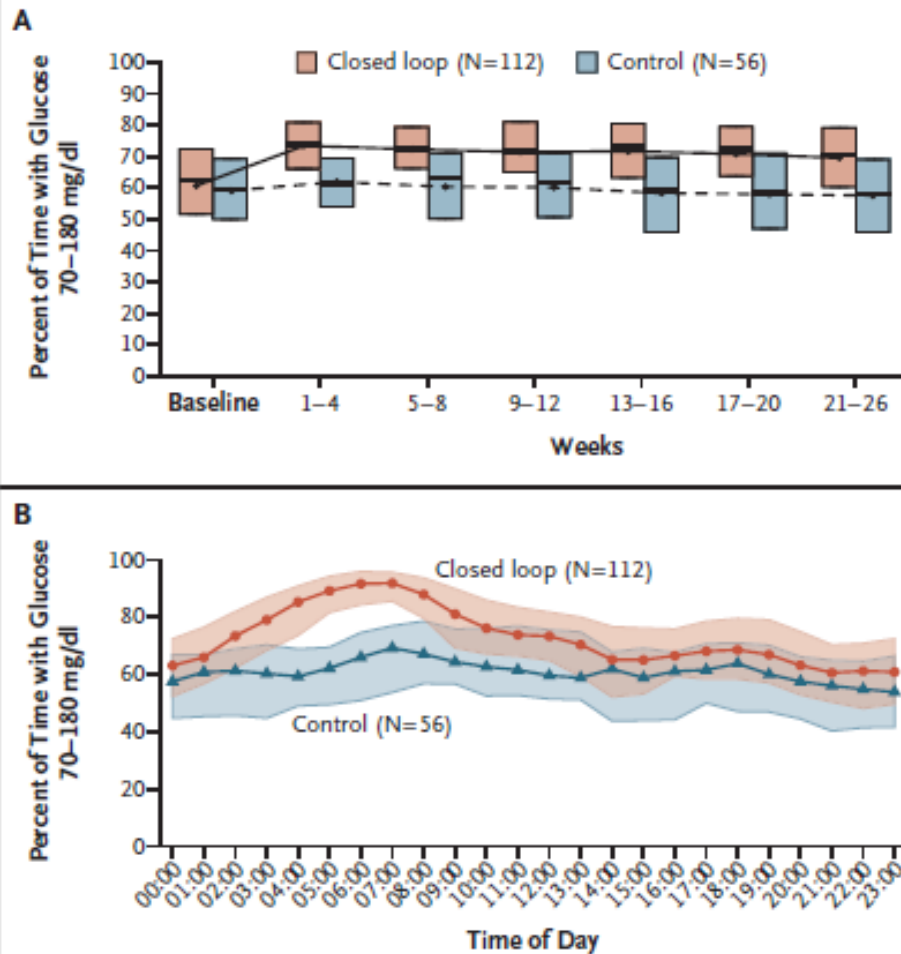 A
Closed loop (N=112) Control (N=56)
Percent of Time with Glucose
70–180 mg/dl
100
90
80
70
60
50
40
30
20
10
0
Baseline 1–4 5–8 9–12 13–16 17–20 21–26
Weeks
B
Percent of Time with Glucose
70–180 mg/dl
100
80
60
40
20
0
Closed loop (N=112)
Control (N=56)
00:00 01:00 02:00 03:00 04:00 05:00 06:00 07:00 08:00 09:00 10:00 11:00 12:00 13:00 14:00 15:00 16:00 17:00 18:00 19:00 20:00 21:00 22:00 23:00
Time of Day